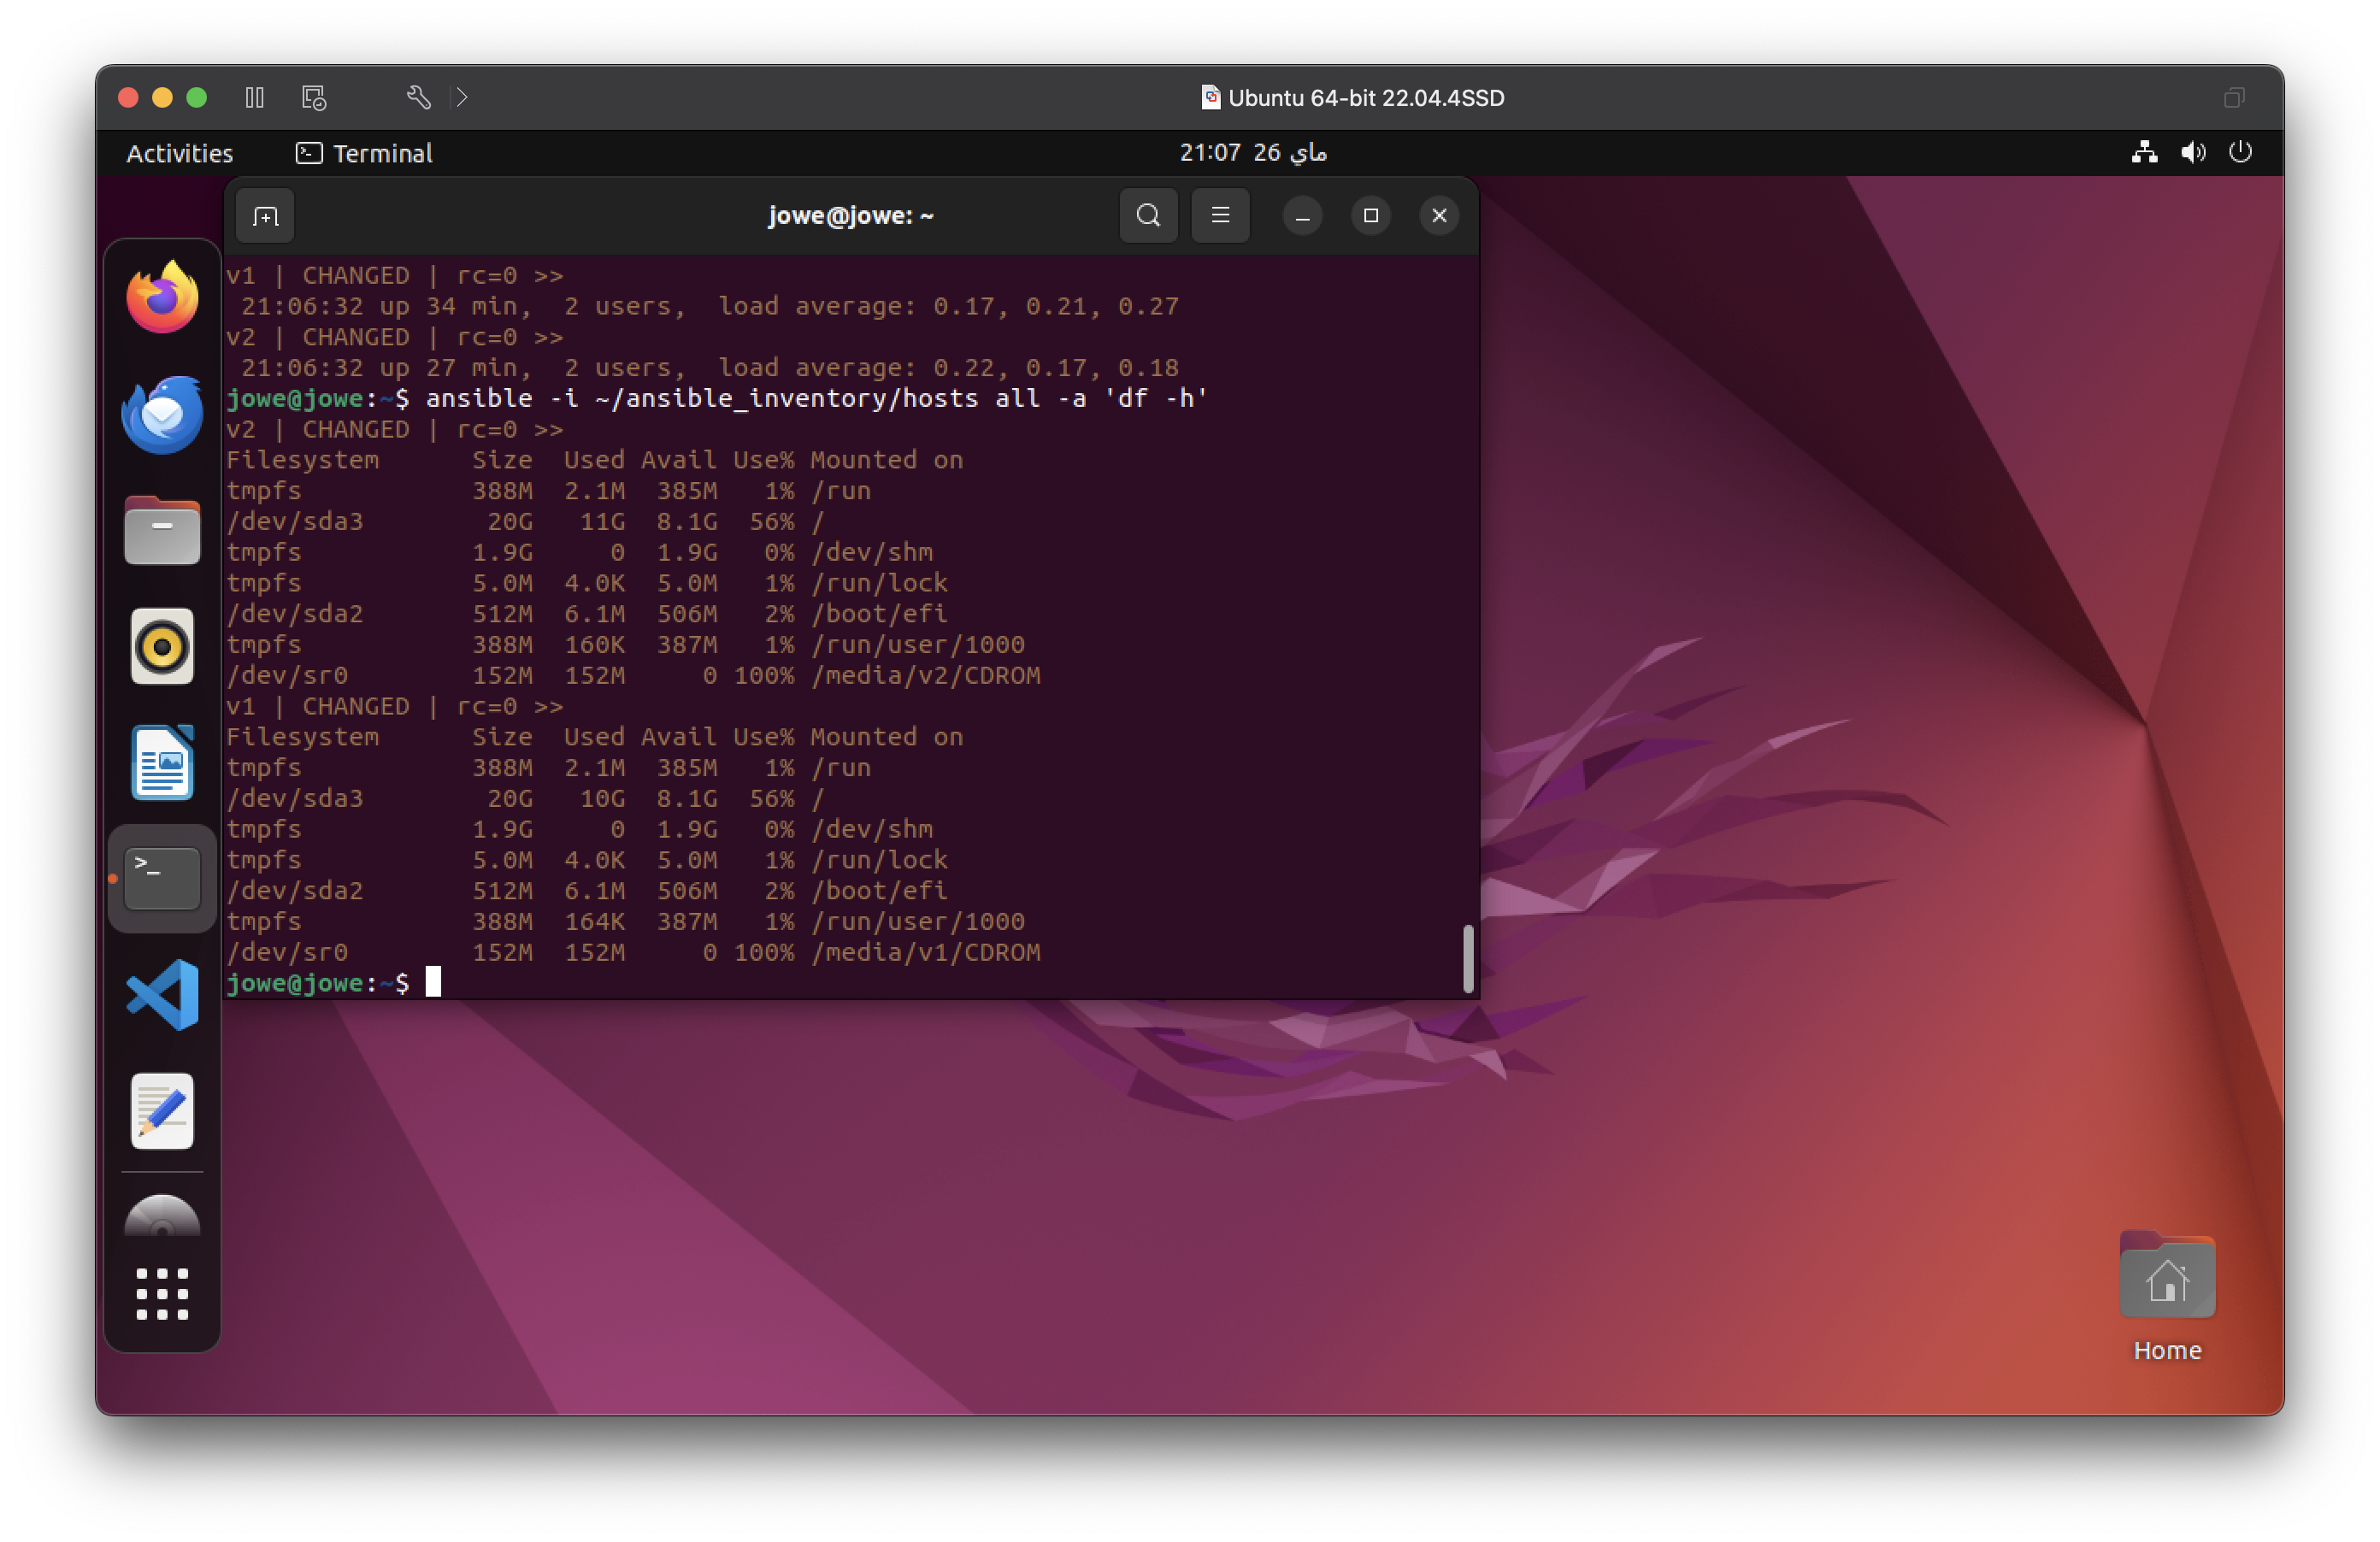 Ubuntu 64-bit 22.04.4SSD
Activities
Terminal
21:07 26 ماي
jowe@jowe: ~
v1 | CHANGED | rc=0 >>
 21:06:32 up 34 min,  2 users,  load average: 0.17, 0.21, 0.27
v2 | CHANGED | rc=0 >>
 21:06:32 up 27 min,  2 users,  load average: 0.22, 0.17, 0.18
jowe@jowe:~$ ansible -i ~/ansible_inventory/hosts all -a 'df -h'
v2 | CHANGED | rc=0 >>
Filesystem      Size  Used Avail Use% Mounted on
tmpfs           388M  2.1M  385M   1% /run
/dev/sda3        20G   11G  8.1G  56% /
tmpfs           1.9G     0  1.9G   0% /dev/shm
tmpfs           5.0M  4.0K  5.0M   1% /run/lock
/dev/sda2       512M  6.1M  506M   2% /boot/efi
tmpfs           388M  160K  387M   1% /run/user/1000
/dev/sr0        152M  152M     0 100% /media/v2/CDROM
v1 | CHANGED | rc=0 >>
Filesystem      Size  Used Avail Use% Mounted on
tmpfs           388M  2.1M  385M   1% /run
/dev/sda3        20G   10G  8.1G  56% /
tmpfs           1.9G     0  1.9G   0% /dev/shm
tmpfs           5.0M  4.0K  5.0M   1% /run/lock
/dev/sda2       512M  6.1M  506M   2% /boot/efi
tmpfs           388M  164K  387M   1% /run/user/1000
/dev/sr0        152M  152M     0 100% /media/v1/CDROM
jowe@jowe:~$
Home